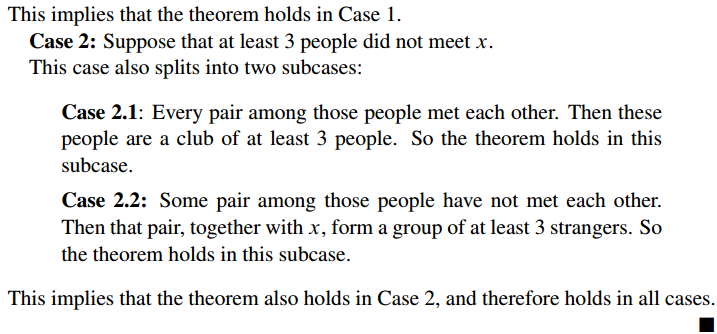 This implies that the theorem holds in Case 1.
Case 2: Suppose that at least 3 people did not meet x.
This case also splits into two subcases:
Case 2.1: Every pair among those people met each other. Then these
people are a club of at least 3 people. So the theorem holds in this
subcase.
Case 2.2: Some pair among those people have not met each other.
Then that pair, together with x, form a group of at least 3 strangers. So
the theorem holds in this subcase.
This implies that the theorem also holds in Case 2, and therefore holds in all cases.
■